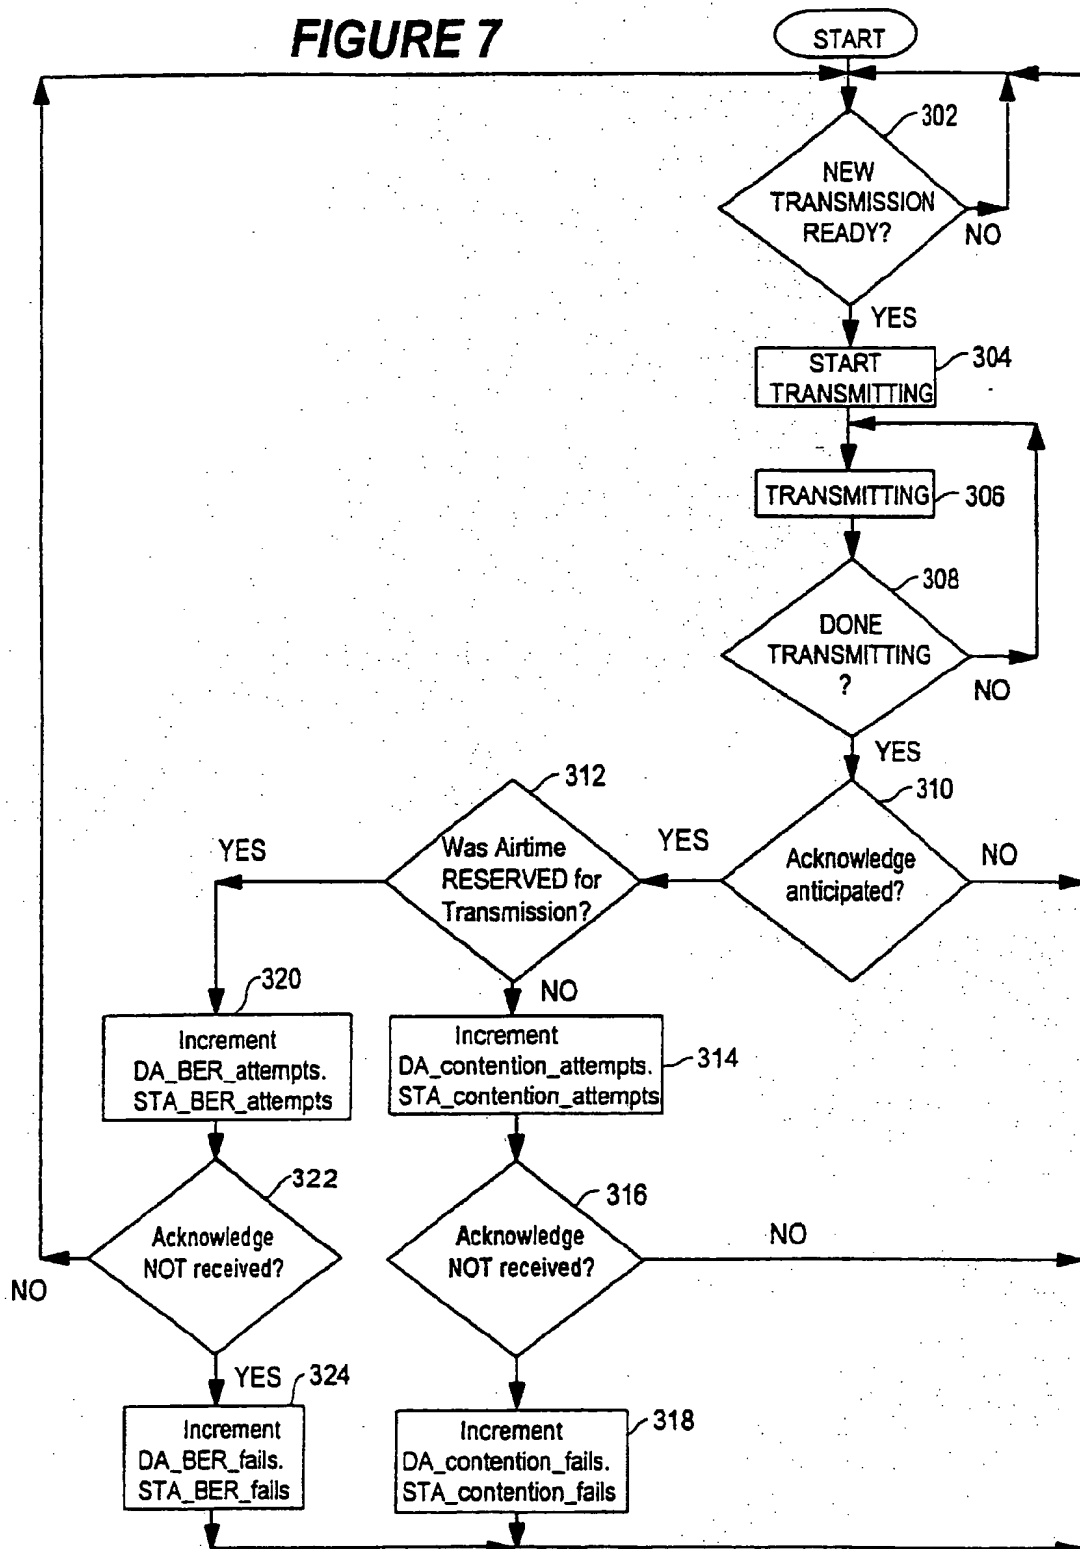 FIGURE 7
START
302
NEW
TRANSMISSION
READY?
NO
YES
START
TRANSMITTING
304
TRANSMITTING
306
308
DONE
TRANSMITTING
?
NO
YES
310
Acknowledge
anticipated?
NO
YES
312
Was Airtime
RESERVED for
Transmission?
YES
NO
320
Increment
DA_BER_attempts.
STA_BER_attempts
Increment
DA_contention_attempts.
STA_contention_attempts
314
322
Acknowledge
NOT received?
NO
YES
316
Acknowledge
NOT received?
NO
324
Increment
DA_BER_fails.
STA_BER_fails
318
Increment
DA_contention_fails.
STA_contention_fails